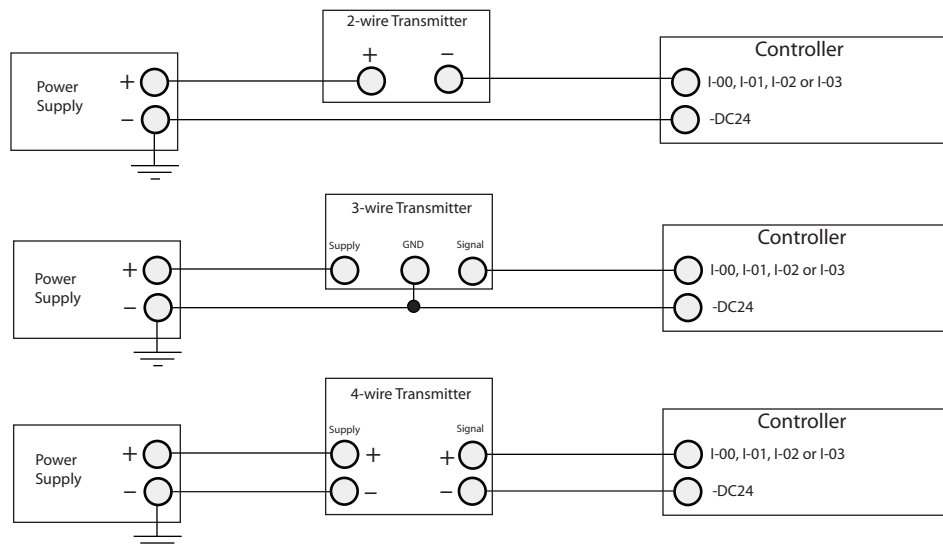 2-wire Transmitter
+
−
Power
Supply
+
−
Controller
I-00, I-01, I-02 or I-03
-DC24
3-wire Transmitter
Supply
GND
Signal
Power
Supply
+
−
Controller
I-00, I-01, I-02 or I-03
-DC24
4-wire Transmitter
Supply
Signal
+
−
+
−
Power
Supply
+
−
Controller
I-00, I-01, I-02 or I-03
-DC24